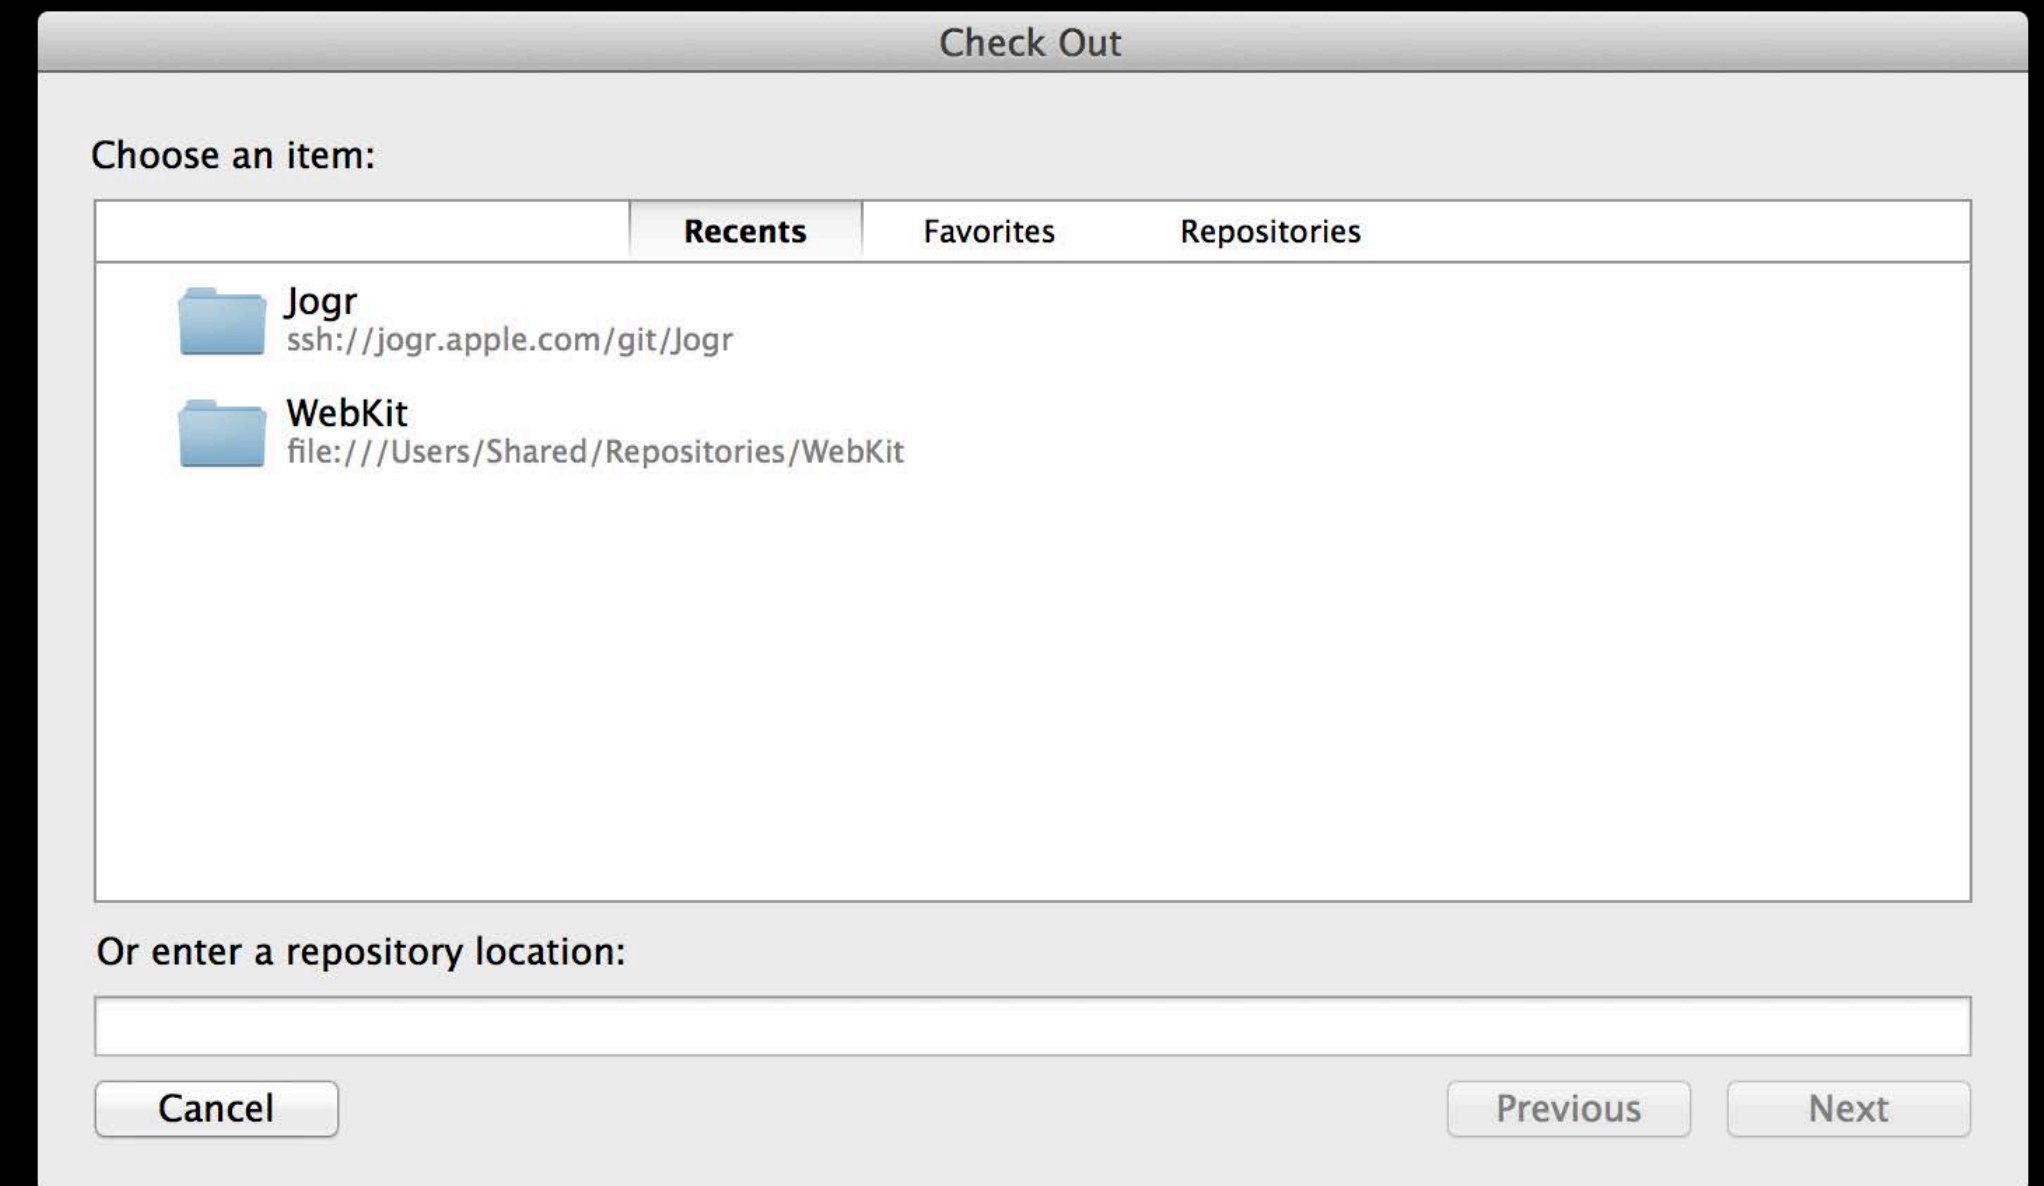 Check Out
Choose an item:
Recents Favorites Repositories
Jogr
ssh://jogr.apple.com/git/Jogr
WebKit
file:///Users/Shared/Repositories/WebKit
Or enter a repository location:
Cancel Previous Next